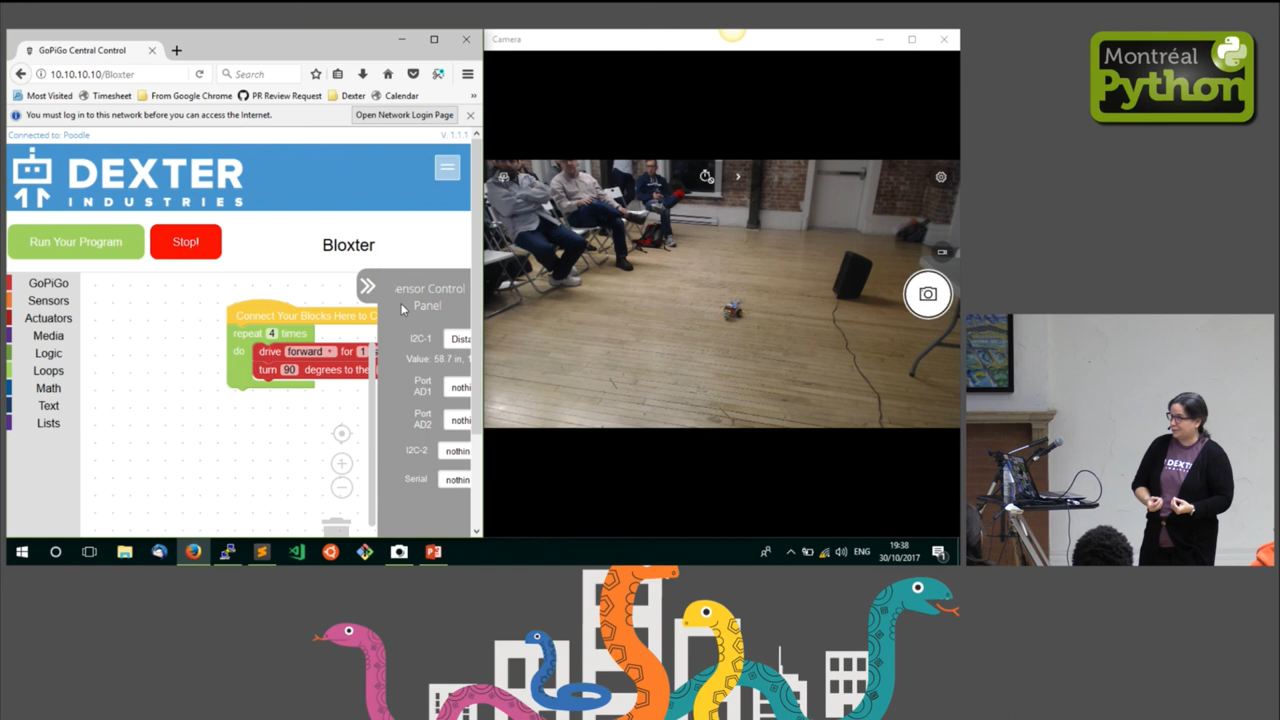 GoPiGo Central Control
10.10.10.10/Bloxter
Search
Most Visited Timesheet From Google Chrome PR Review Request Dexter Calendar
You must log in to this network before you can access the Internet.
Open Network Login Page
Connected to: Poodle
V. 1.1.1
DEXTER
INDUSTRIES
Run Your Program
Stop!
Bloxter
GoPiGo
Sensors
Actuators
Media
Logic
Loops
Math
Text
Lists
Connect Your Blocks Here to C
repeat 4 times
do drive forward for 1
turn 90 degrees to the
ensor Control
Panel
I2C-1
Dista
Value: 58.7 in, 1
Port
AD1
nothi
Port
AD2
nothi
I2C-2
nothin
Serial
nothin
Camera
ENG
19:38
30/10/2017
1
Montréal
Python
DEXTE